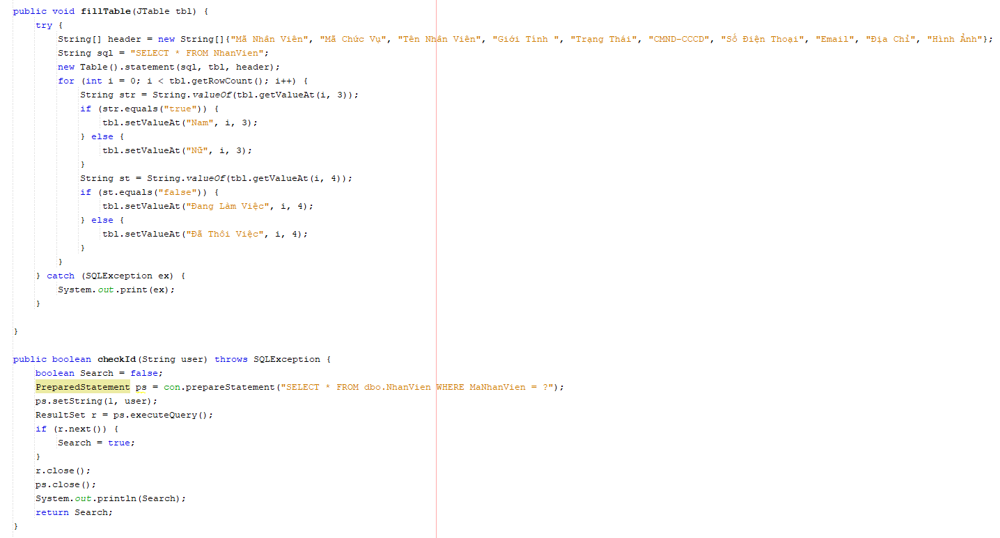 public void fillTable(JTable tbl) {
try {
String[] header = new String[]{"Mã Nhân Viên", "Mã Chức Vụ", "Tên Nhân Viên", "Giới Tính ", "Trạng Thái", "CMND-CCCD", "Số Điện Thoại", "Email", "Địa Chỉ", "Hình Ảnh"};
String sql = "SELECT * FROM NhanVien";
new Table().statement(sql, tbl, header);
for (int i = 0; i < tbl.getRowCount(); i++) {
String str = String.valueOf(tbl.getValueAt(i, 3));
if (str.equals("true")) {
tbl.setValueAt("Nam", i, 3);
} else {
tbl.setValueAt("Nữ", i, 3);
}
String st = String.valueOf(tbl.getValueAt(i, 4));
if (st.equals("false")) {
tbl.setValueAt("Đang Làm Việc", i, 4);
} else {
tbl.setValueAt("Đã Thôi Việc", i, 4);
}
}
} catch (SQLException ex) {
System.out.print(ex);
}
}
public boolean checkId(String user) throws SQLException {
boolean Search = false;
PreparedStatement ps = con.prepareStatement("SELECT * FROM dbo.NhanVien WHERE MaNhanVien = ?");
ps.setString(1, user);
ResultSet r = ps.executeQuery();
if (r.next()) {
Search = true;
}
r.close();
ps.close();
System.out.println(Search);
return Search;
}